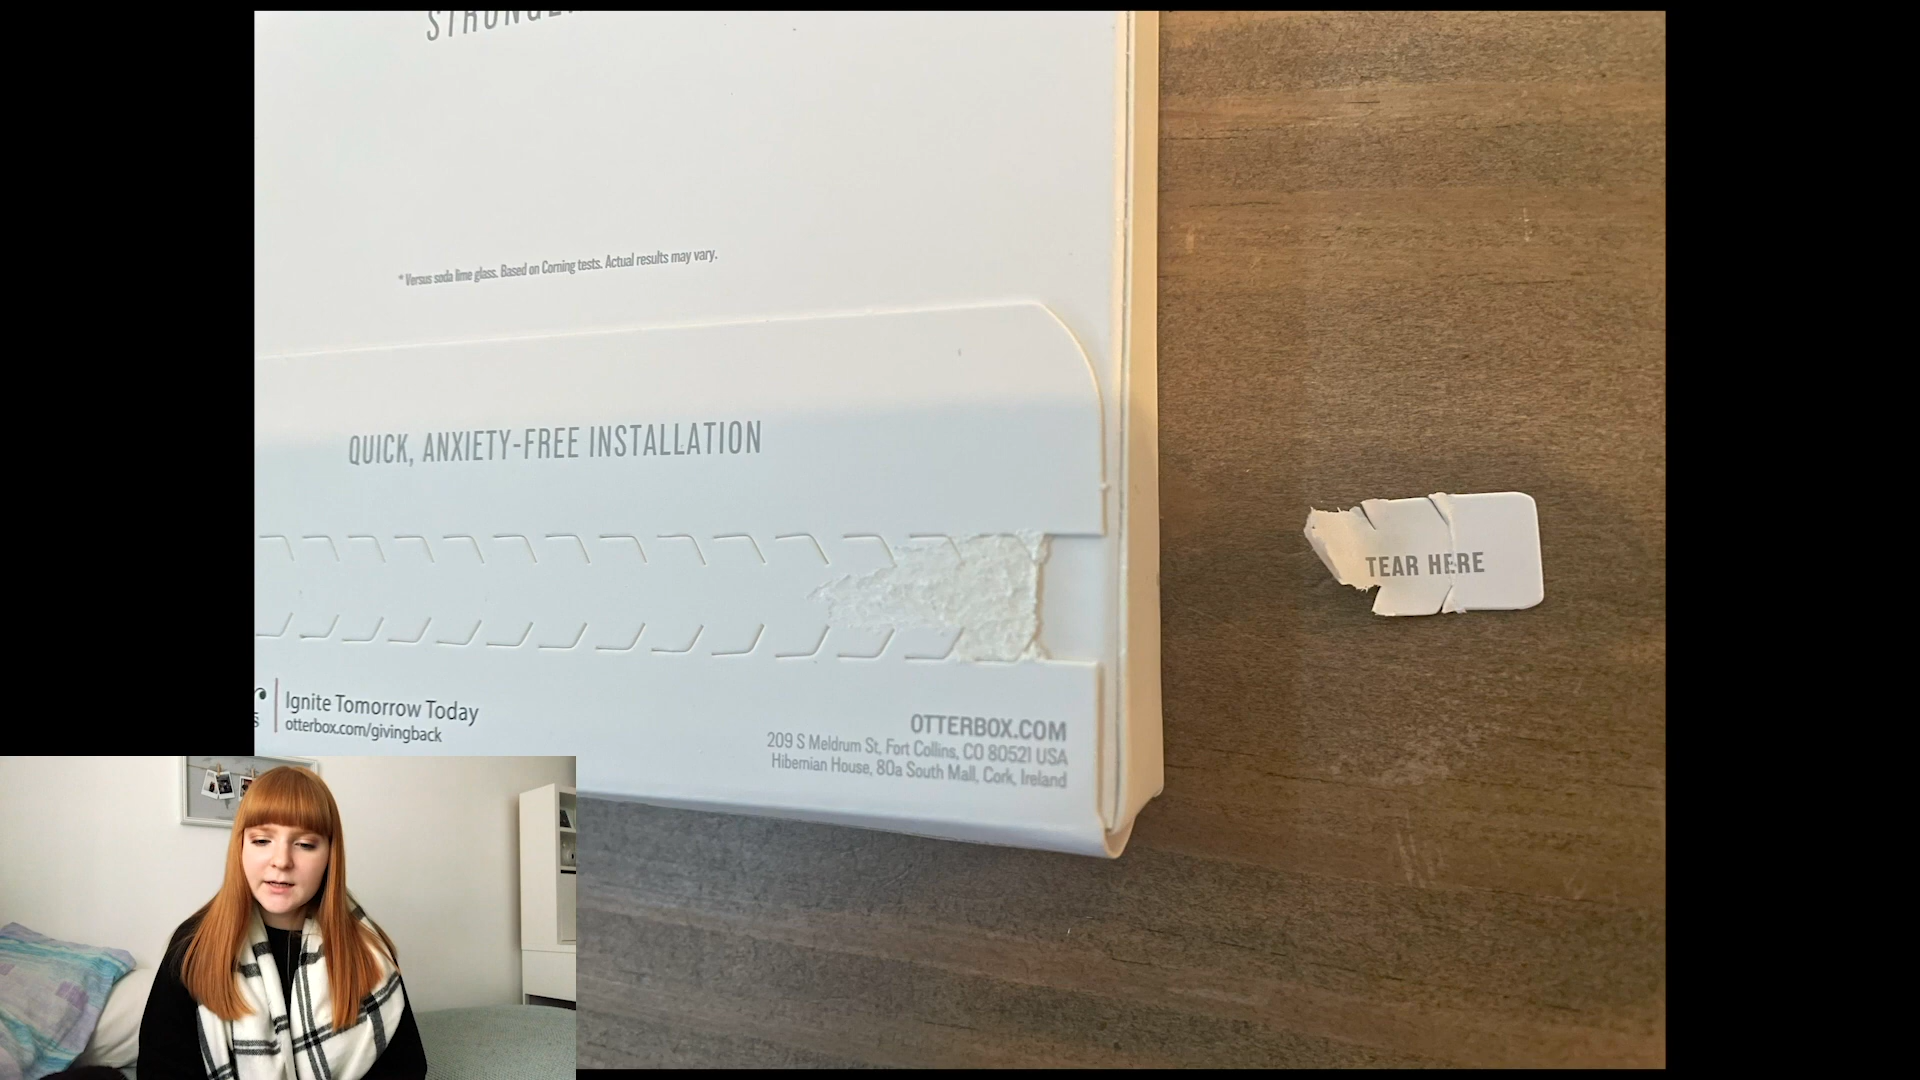 * Versus soda lime glass. Based on Corning tests. Actual results may vary.
QUICK, ANXIETY-FREE INSTALLATION
TEAR HERE
Ignite Tomorrow Today
otterbox.com/givingback
OTTERBOX.COM
209 S Meldrum St, Fort Collins, CO 80521 USA
Hibernian House, 80a South Mall, Cork, Ireland